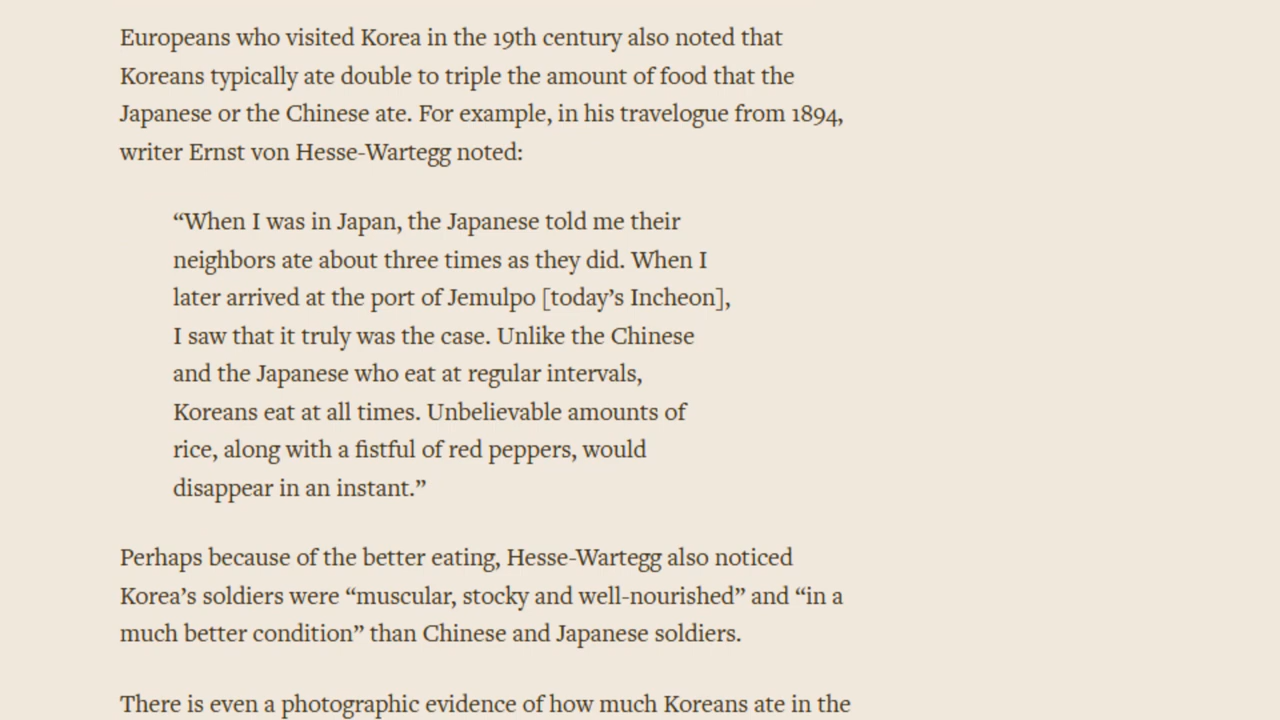 Europeans who visited Korea in the 19th century also noted that
Koreans typically ate double to triple the amount of food that the
Japanese or the Chinese ate. For example, in his travelogue from 1894,
writer Ernst von Hesse-Wartegg noted:
“When I was in Japan, the Japanese told me their
neighbors ate about three times as they did. When I
later arrived at the port of Jemulpo [today’s Incheon],
I saw that it truly was the case. Unlike the Chinese
and the Japanese who eat at regular intervals,
Koreans eat at all times. Unbelievable amounts of
rice, along with a fistful of red peppers, would
disappear in an instant.”
Perhaps because of the better eating, Hesse-Wartegg also noticed
Korea’s soldiers were “muscular, stocky and well-nourished” and “in a
much better condition” than Chinese and Japanese soldiers.
There is even a photographic evidence of how much Koreans ate in the